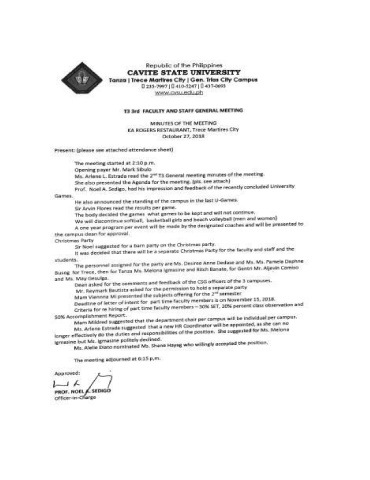 Republic of the Philippines
CAVITE STATE UNIVERSITY
Tanza | Trece Martires City | Gen. Trias City Campus
www.cvsu.edu.ph
T3 3rd FACULTY AND STAFF GENERAL MEETING
MINUTES OF THE MEETING
KA ROGERS RESTAURANT, Trece Martires City
October 27, 2018
Present: (please see attached attendance sheet)
The meeting started at 2:10 p.m.
Opening payer Mr. Mark Sibalo
Ms. Arlene L. Estrada read the 2nd T3 General meeting minutes of the meeting.
She also presented the Agenda for the meeting. (pls. see attach)
Prof. Noel A. Sedigo, had his impression and feedback of the recently concluded University
Games.
He also announced the standing of the campus in the last U-Games.
Sir Arvin Flores read the results per game.
The body decided the games what games to be kept and will not continue.
We will discontinue softball, basketball girls and beach volleyball (men and women)
A one year program per event will be made by the designated coaches and will be presented to
the campus dean for approval.
Christmas Party
Sir Noel suggested for a barn party on the Christmas party.
It was decided that there will be a separate Christmas Party for the faculty and staff and the
students.
The personnel assigned for the party are Ms. Desiree Anne Dedase and Ms. Ms. Pamele Daphne
Busog for Trece, then for Tanza Ms. Melona Igmasine and Ritch Banate, for Gentri Mr. Aljavin Comiso
and Ms. May Gesulga.
Dean asked for the comments and feedback of the CSG officers of the 3 campuses.
Mr. Reymark Bautista asked for the permission to hold a separate party
Mam Vienna Mi presented the subjects offering for the 2nd semester
Deadline of letter of intent for part time faculty members is on November 15, 2018.
Criteria for re hiring of part time faculty members – 30% SET, 20% percent class observation and
50% Accomplishment Report.
Mam Mildred suggested that the department chair per campus will be individual per campus.
Ms. Arlene Estrada suggested that a new HR Coordinator will be appointed, as she can no
longer effectively do the duties and responsibilities of the position. She suggested for Ms. Melona
Igmasine but Ms. Igmasine politely declined.
Ms. Alelie Diato nominated Ms. Shane Hayag who willingly accepted the position.
The meeting adjourned at 6:15 p.m.
Approved:
PROF. NOEL A. SEDIGO
Officer-in-Charge